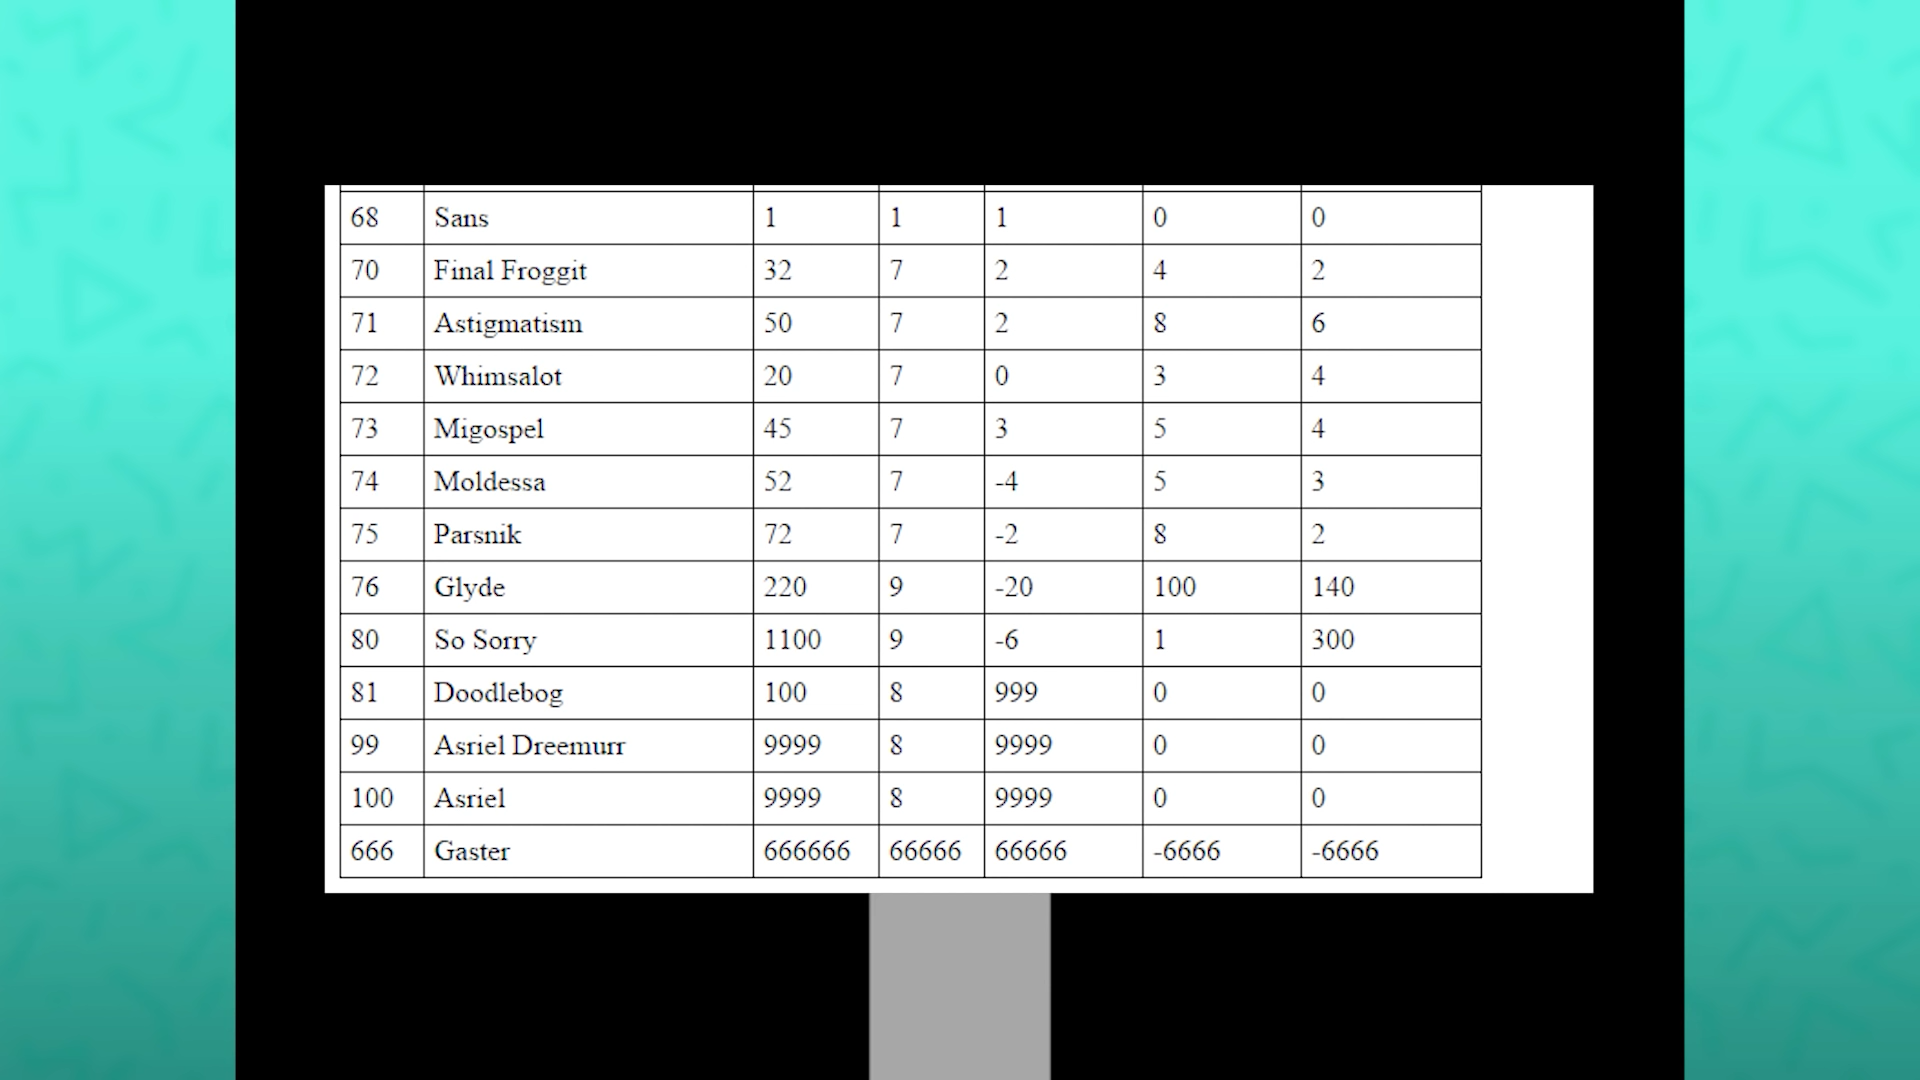 68 Sans 1 1 1 0 0
70 Final Froggit 32 7 2 4 2
71 Astigmatism 50 7 2 8 6
72 Whimsalot 20 7 0 3 4
73 Migospel 45 7 3 5 4
74 Moldessa 52 7 -4 5 3
75 Parsnik 72 7 -2 8 2
76 Glyde 220 9 -20 100 140
80 So Sorry 1100 9 -6 1 300
81 Doodlebog 100 8 999 0 0
99 Asriel Dreemurr 9999 8 9999 0 0
100 Asriel 9999 8 9999 0 0
666 Gaster 666666 66666 66666 -6666 -6666